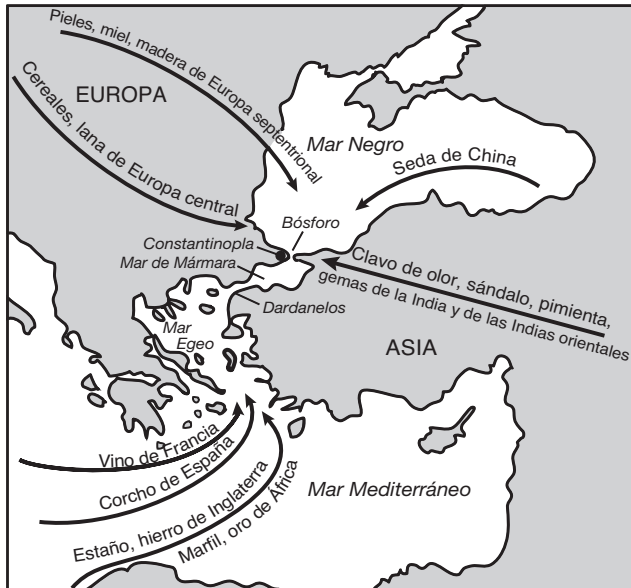 Pieles, miel, madera de Europa septentrional
EUROPA
Cereales, lana de Europa central
Mar Negro
Seda de China
Bósforo
Constantinopla
Mar de Mármara
Clavo de olor, sándalo, pimienta,
gemas de la India y de las Indias orientales
Dardanelos
Mar
Egeo
ASIA
Vino de Francia
Corcho de España
Estaño, hierro de Inglaterra
Marfil, oro de África
Mar Mediterráneo